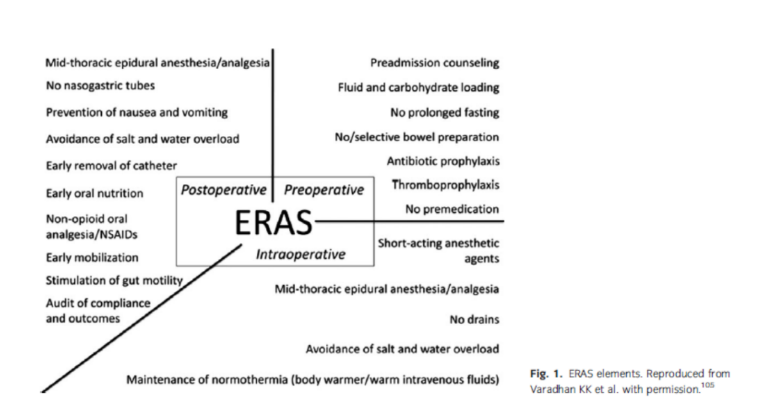 Mid-thoracic epidural anesthesia/analgesia
No nasogastric tubes
Prevention of nausea and vomiting
Avoidance of salt and water overload
Early removal of catheter
Early oral nutrition
Non-opioid oral
analgesia/NSAIDs
Early mobilization
Stimulation of gut motility
Audit of compliance
and outcomes
Preadmission counseling
Fluid and carbohydrate loading
No prolonged fasting
No/selective bowel preparation
Antibiotic prophylaxis
Thromboprophylaxis
No premedication
Postoperative
Preoperative
ERAS
Intraoperative
Short-acting anesthetic
agents
Mid-thoracic epidural anesthesia/analgesia
No drains
Avoidance of salt and water overload
Maintenance of normothermia (body warmer/warm intravenous fluids)
Fig. 1. ERAS elements. Reproduced from
Varadhan KK et al. with permission.105